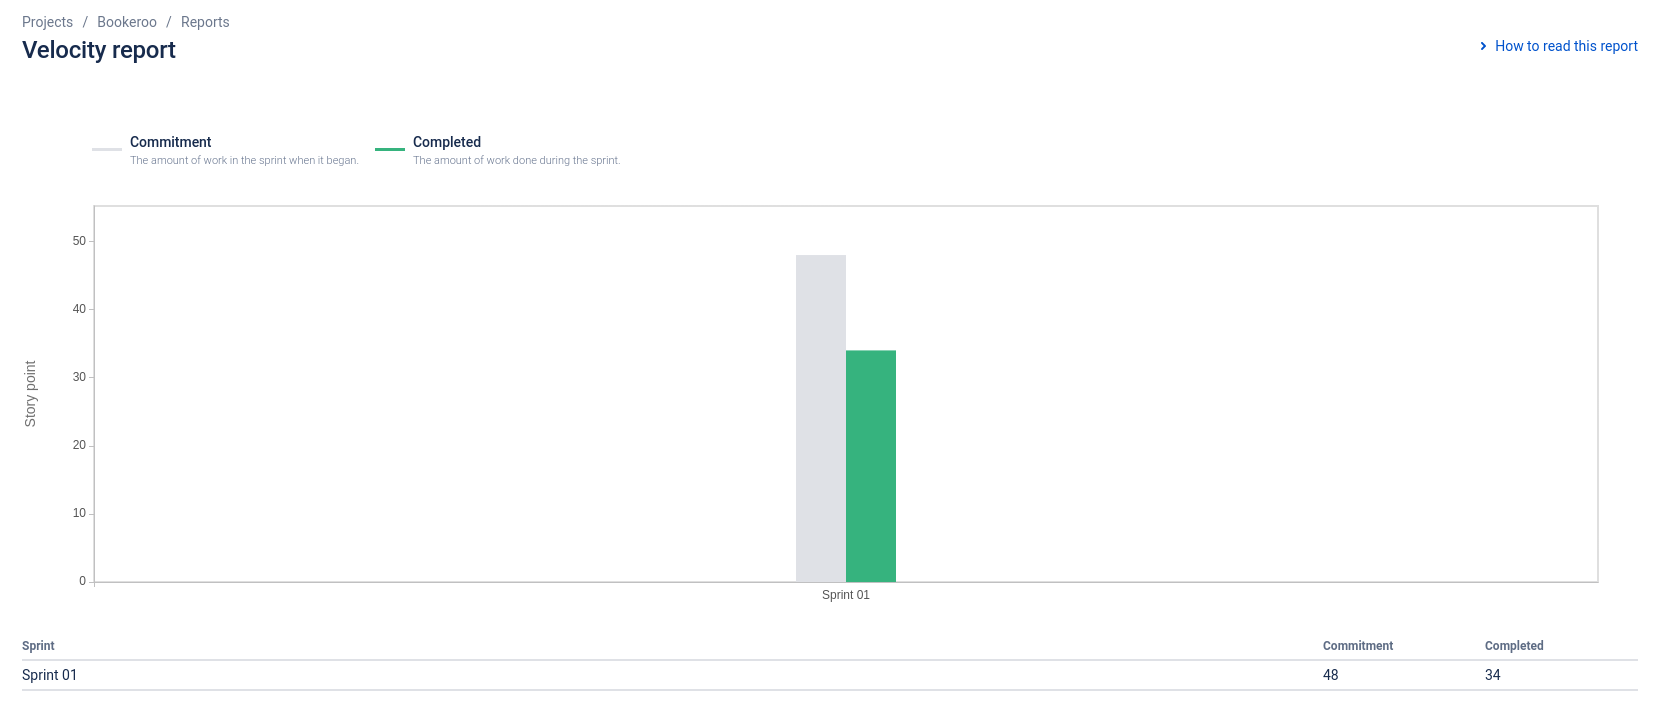 Projects / Bookeroo / Reports
Velocity report
How to read this report
Commitment
The amount of work in the sprint when it began.
Completed
The amount of work done during the sprint.
Story point
50
40
30
20
10
0
Sprint 01
Sprint Commitment Completed
Sprint 01 48 34